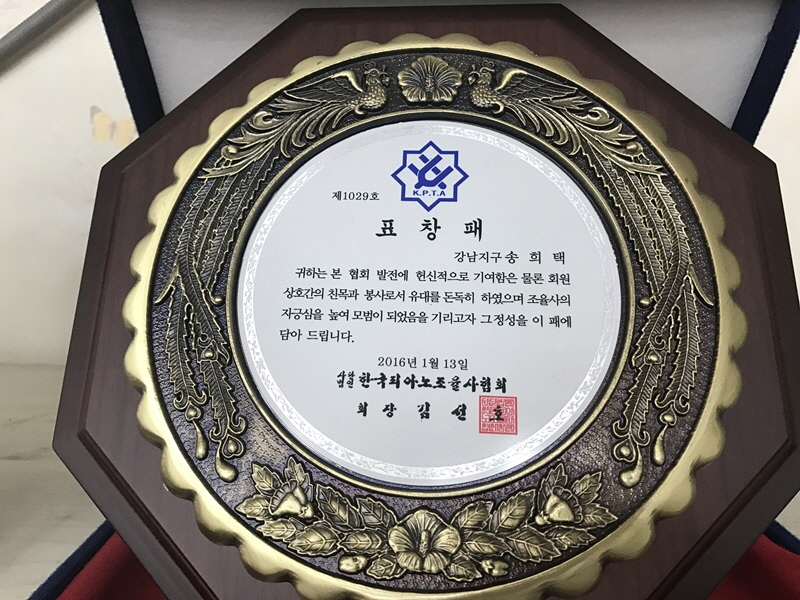 K.P.T.A
제1029호
표 창 패
강남지구 송 희 택
귀하는 본 협회 발전에 헌신적으로 기여함은 물론 회원
상호간의 친목과 봉사로서 유대를 돈독히 하였으며 조율사의
자긍심을 높여 모범이 되었음을 기리고자 그정성을 이 패에
담아 드립니다.
2016년 1월 13일
사단법인 한국피아노조율사협회
회 장 김 선 호